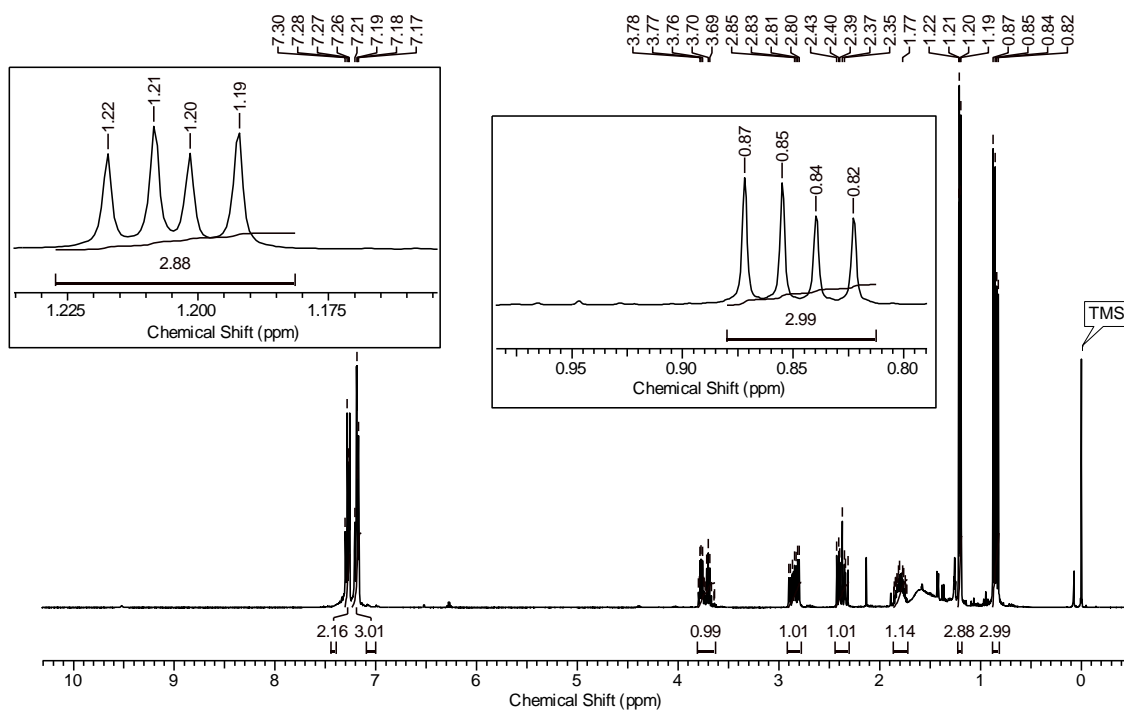 7.30 7.28 7.27 7.26 7.21 7.19 7.18 7.17 3.78 3.77 3.76 3.70 3.69 2.85 2.83 2.81 2.80 2.43 2.40 2.39 2.37 2.35 1.77 1.22 1.21 1.20 1.19 0.87 0.85 0.84 0.82
1.22 1.21 1.20 1.19
2.88
1.225 1.200 1.175
Chemical Shift (ppm)
0.87 0.85 0.84 0.82
2.99
0.95 0.90 0.85 0.80
Chemical Shift (ppm)
TMS
2.16 3.01 0.99 1.01 1.01 1.14 2.88 2.99
10 9 8 7 6 5 4 3 2 1 0
Chemical Shift (ppm)